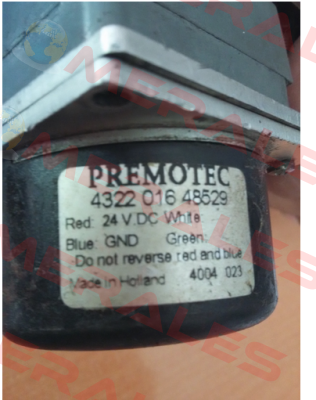 PREMOTEC
4322 016 48529
Red: 24 V.DC White:
Blue: GND Green:
Do not reverse red and blue
Made in Holland 4004 023
MERALES